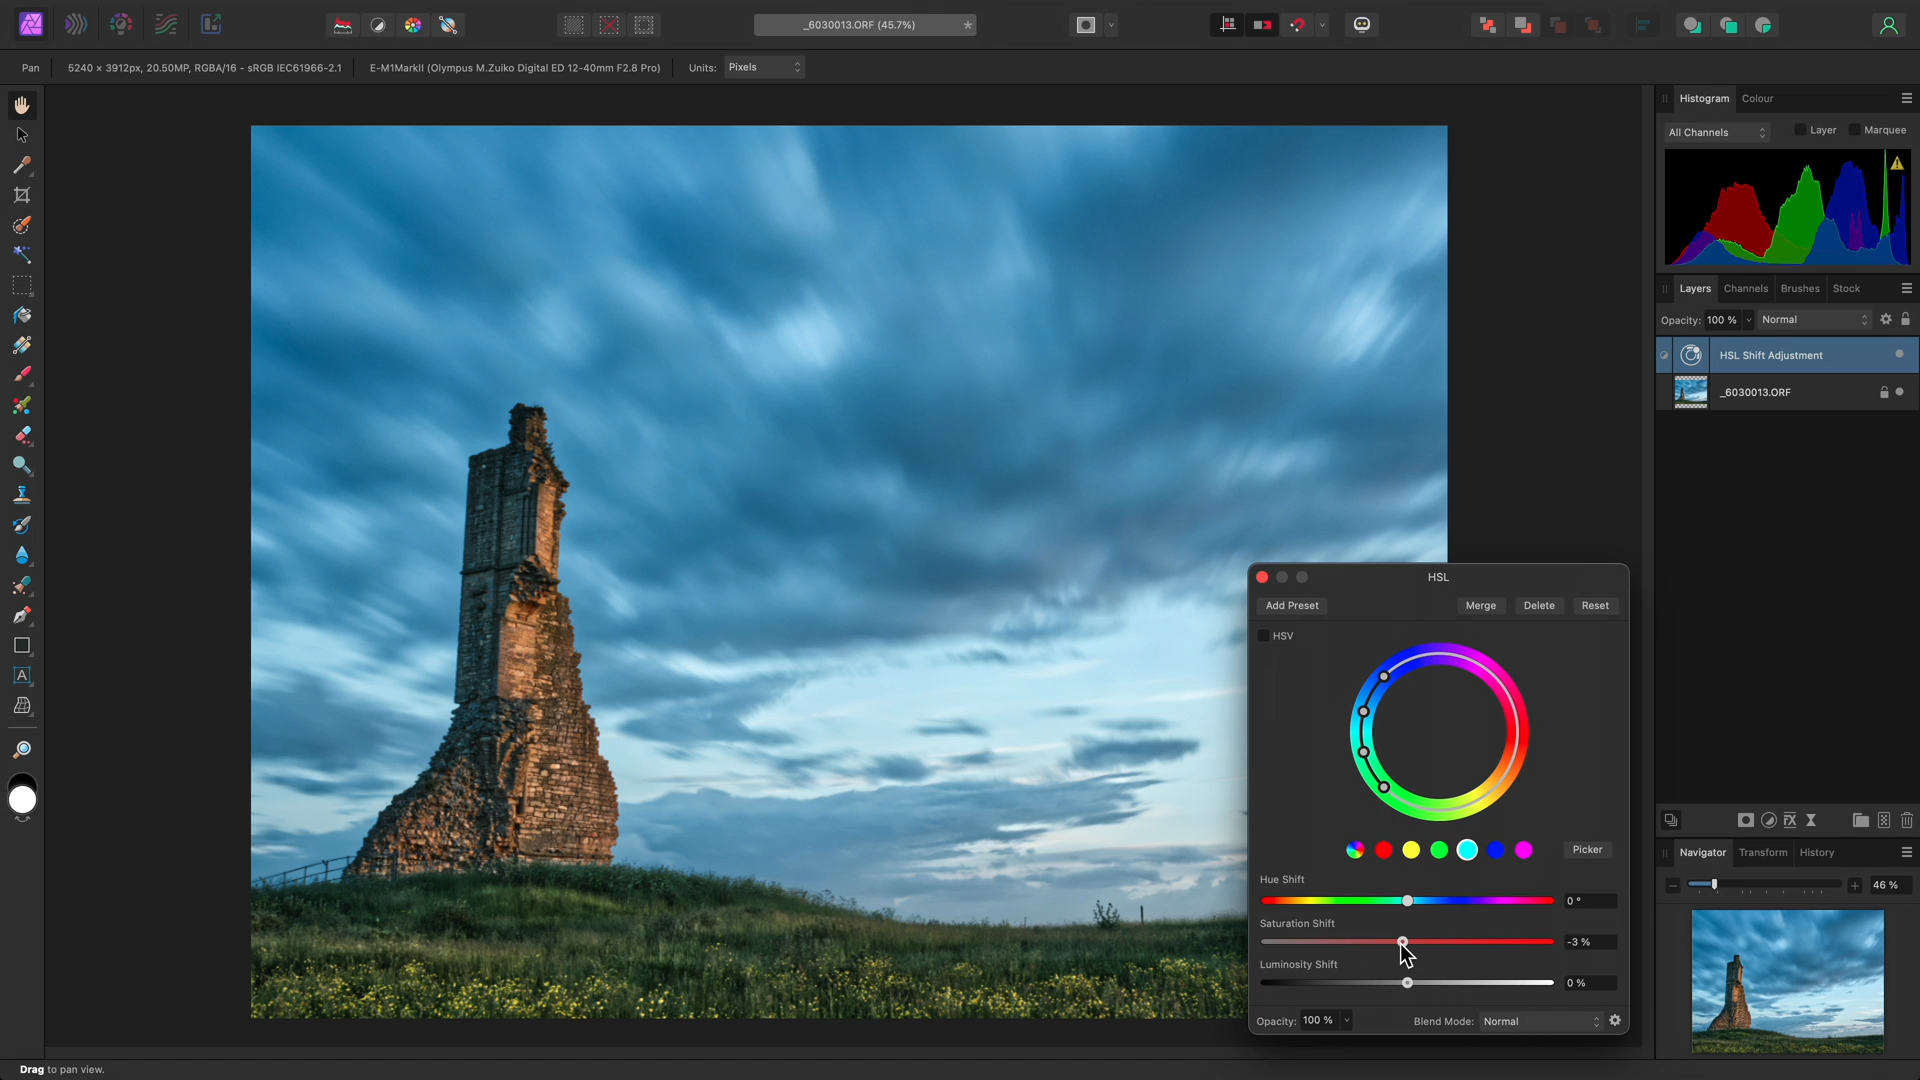 _6030013.ORF (45.7%)
Pan
5240 × 3912px, 20.50MP, RGBA/16 - sRGB IEC61966-2.1
E-M1MarkII (Olympus M.Zuiko Digital ED 12-40mm F2.8 Pro)
Units: Pixels
Histogram Colour
All Channels Layer Marquee
Layers Channels Brushes Stock
Opacity: 100 % Normal
HSL Shift Adjustment
_6030013.ORF
HSL
Add Preset Merge Delete Reset
HSV
Picker
Hue Shift
0 °
Saturation Shift
-3 %
Luminosity Shift
0 %
Opacity: 100 % Blend Mode: Normal
fx
Navigator Transform History
46 %
A
Drag to pan view.